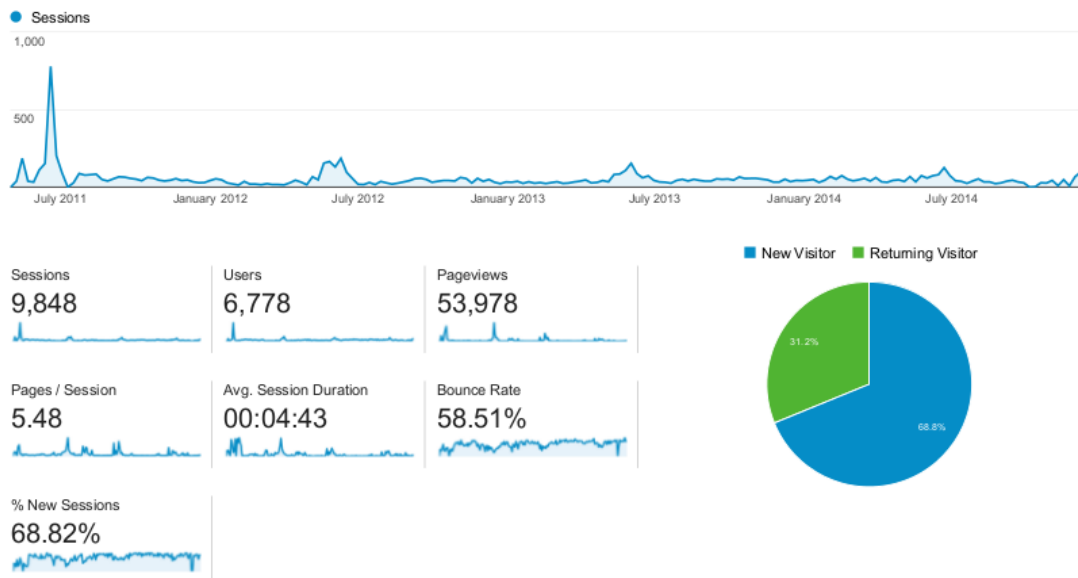 Sessions
1,000
500
July 2011 January 2012 July 2012 January 2013 July 2013 January 2014 July 2014
New Visitor Returning Visitor
Sessions
9,848
Users
6,778
Pageviews
53,978
31.2%
68.8%
Pages / Session
5.48
Avg. Session Duration
00:04:43
Bounce Rate
58.51%
% New Sessions
68.82%